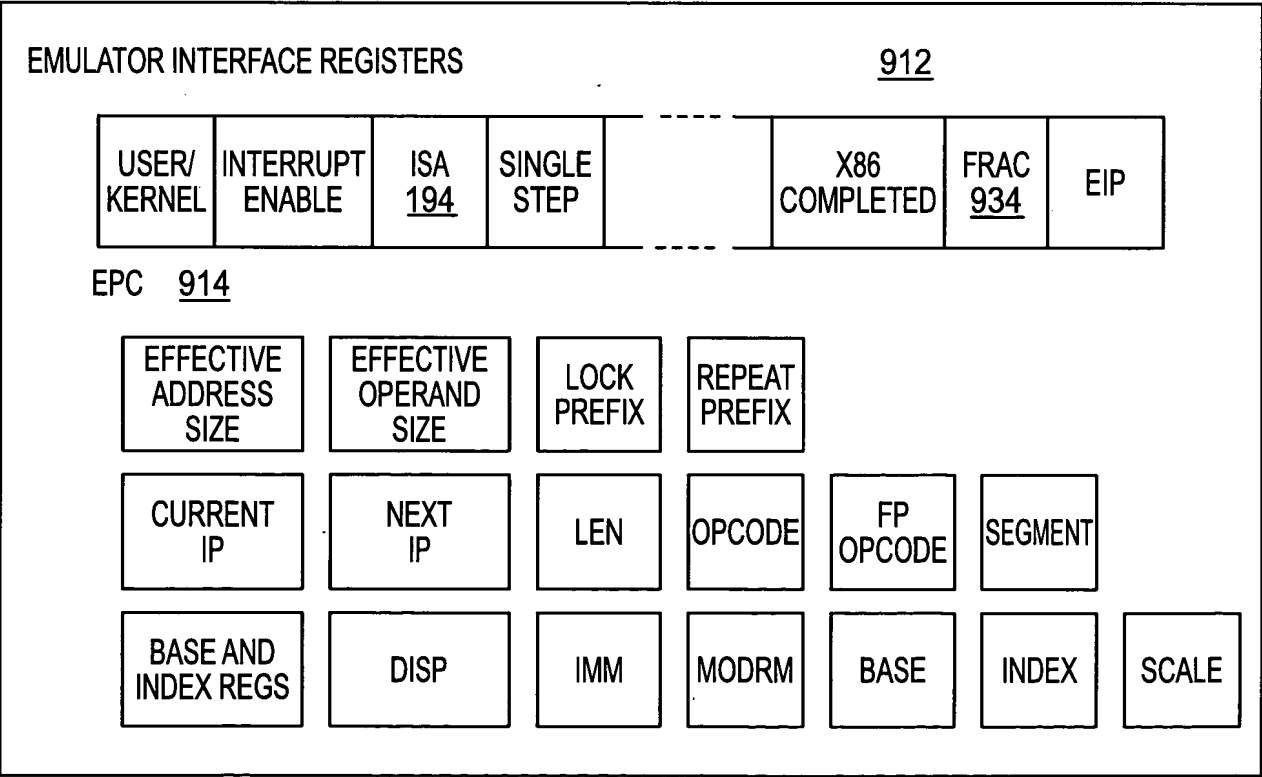 EMULATOR INTERFACE REGISTERS 912
USER/ INTERRUPT ISA SINGLE X86 FRAC EIP
KERNEL ENABLE 194 STEP COMPLETED 934
EPC 914
EFFECTIVE EFFECTIVE LOCK REPEAT
ADDRESS OPERAND PREFIX PREFIX
SIZE SIZE
CURRENT NEXT LEN OPCODE FP SEGMENT
IP IP OPCODE
BASE AND DISP IMM MODRM BASE INDEX SCALE
INDEX REGS